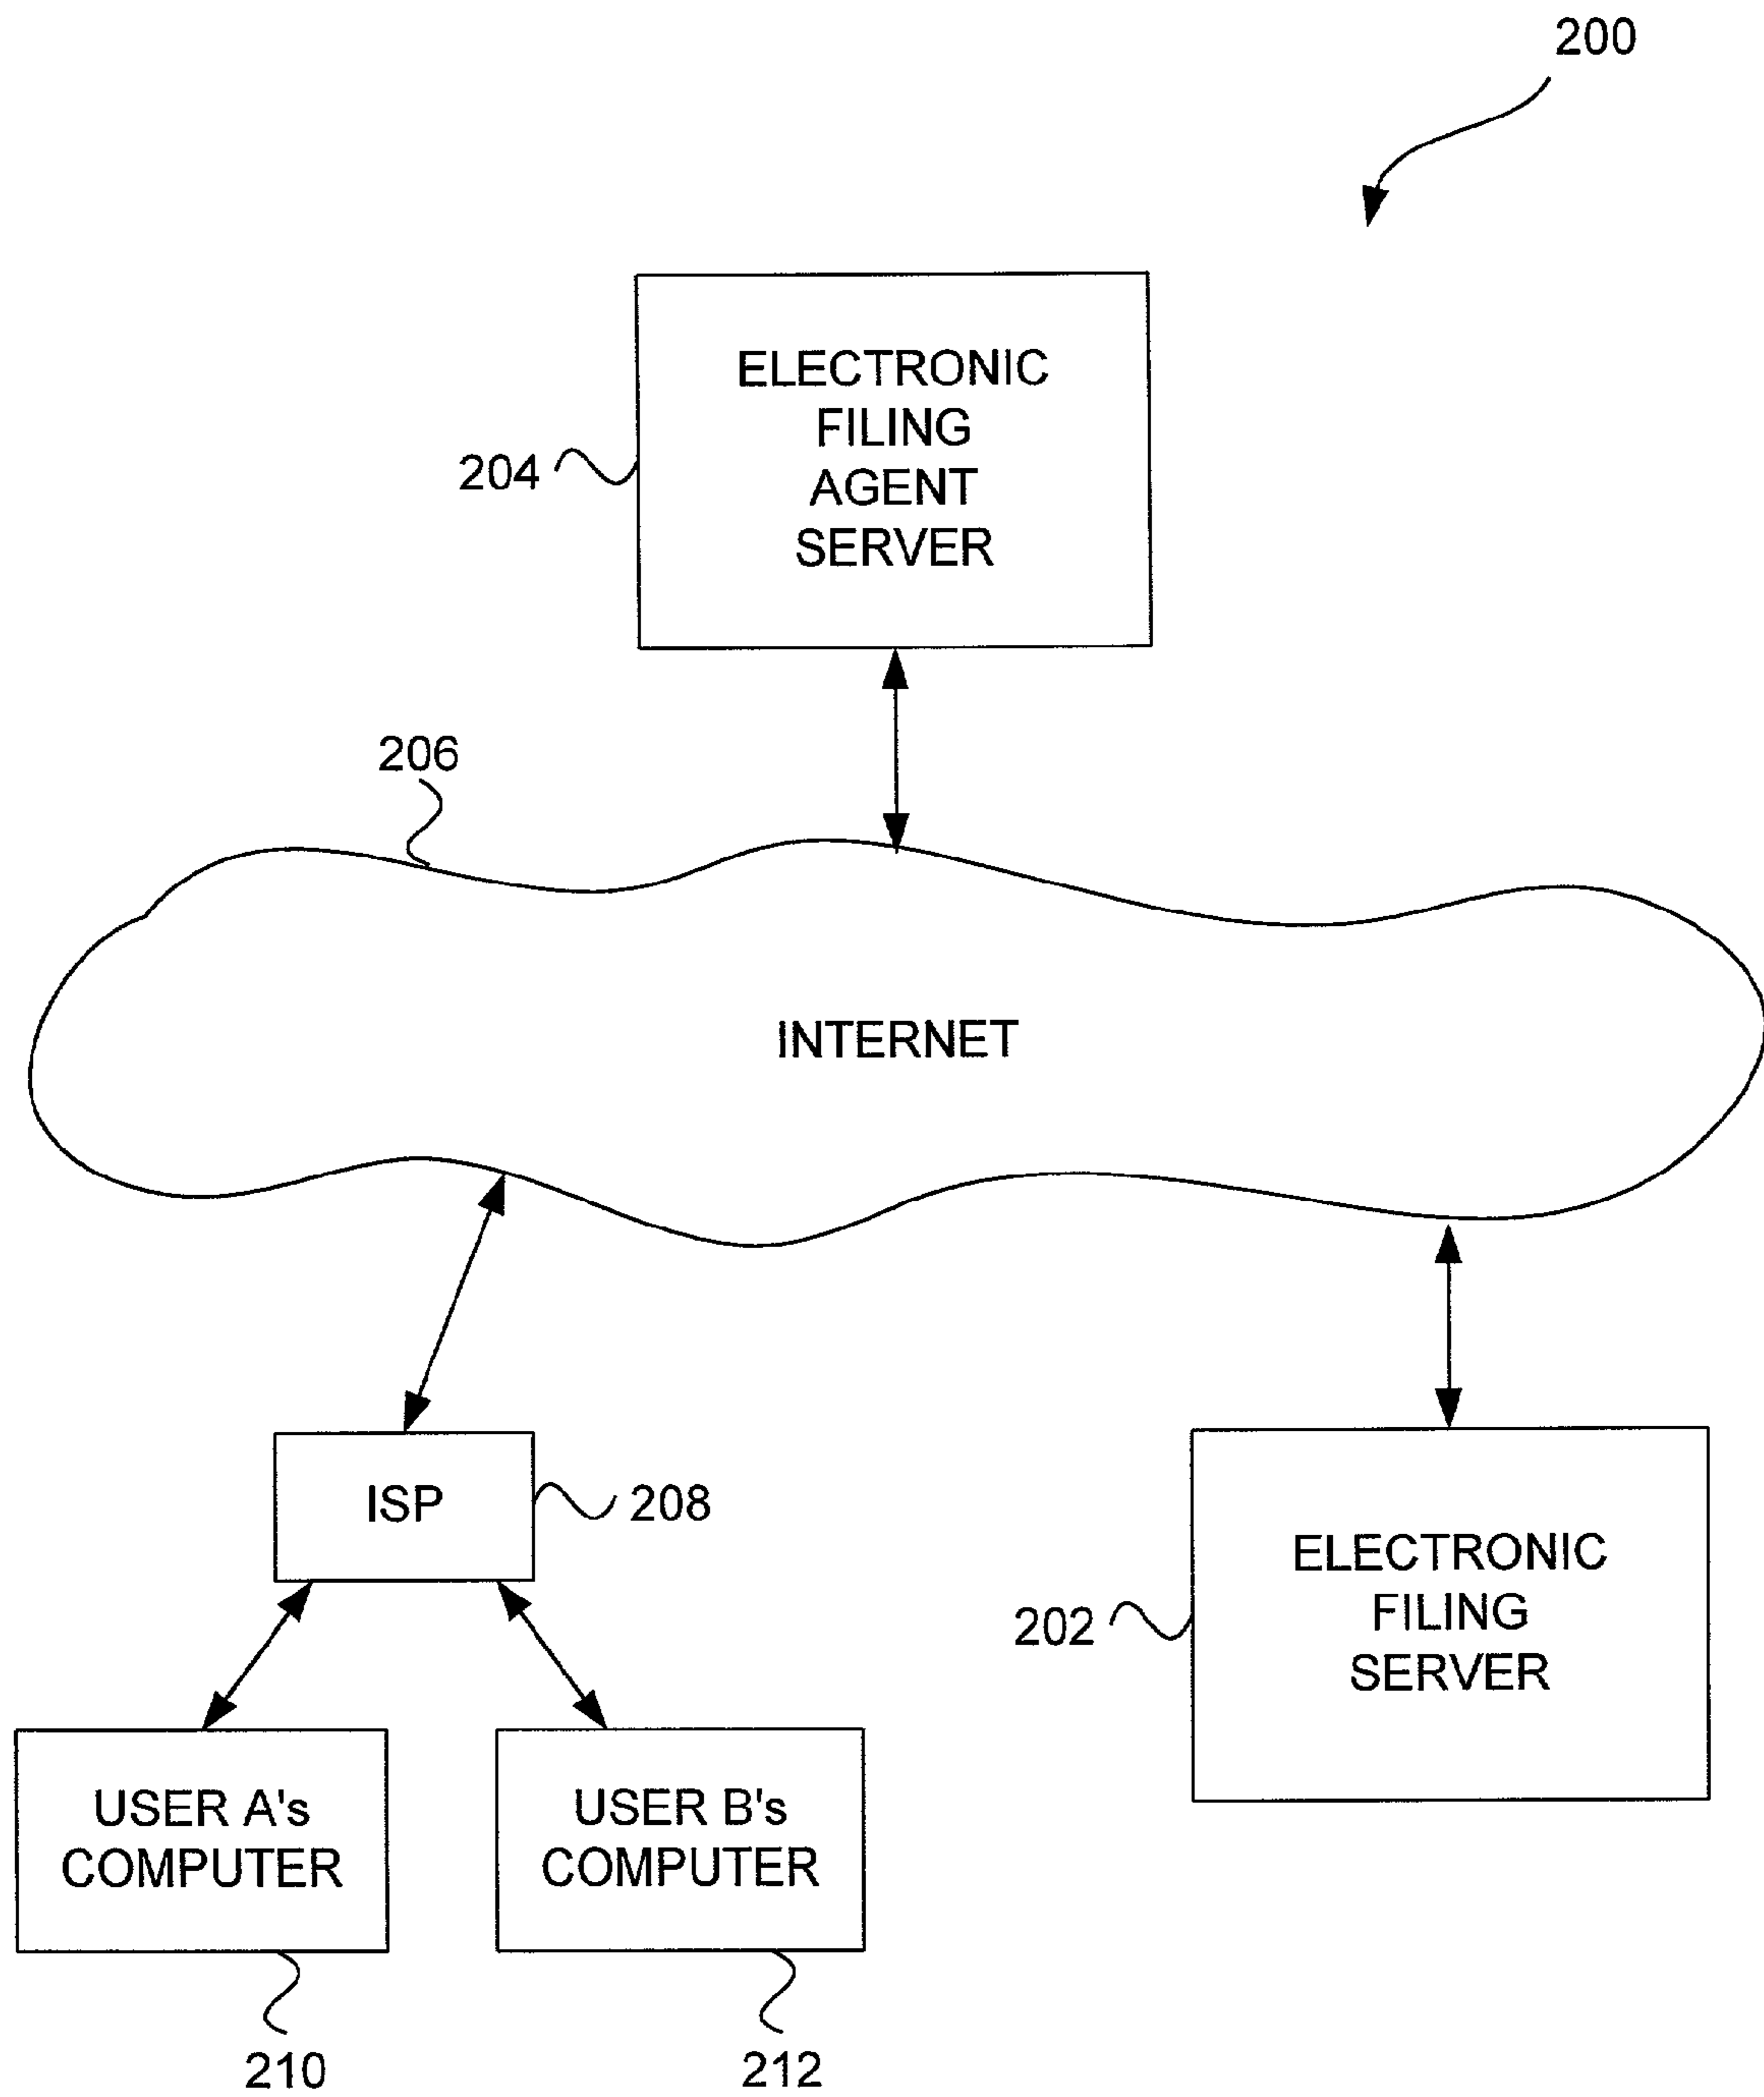 200
ELECTRONIC
FILING
AGENT
SERVER
204
206
INTERNET
ISP
208
ELECTRONIC
FILING
SERVER
202
USER A's
COMPUTER
USER B's
COMPUTER
210
212